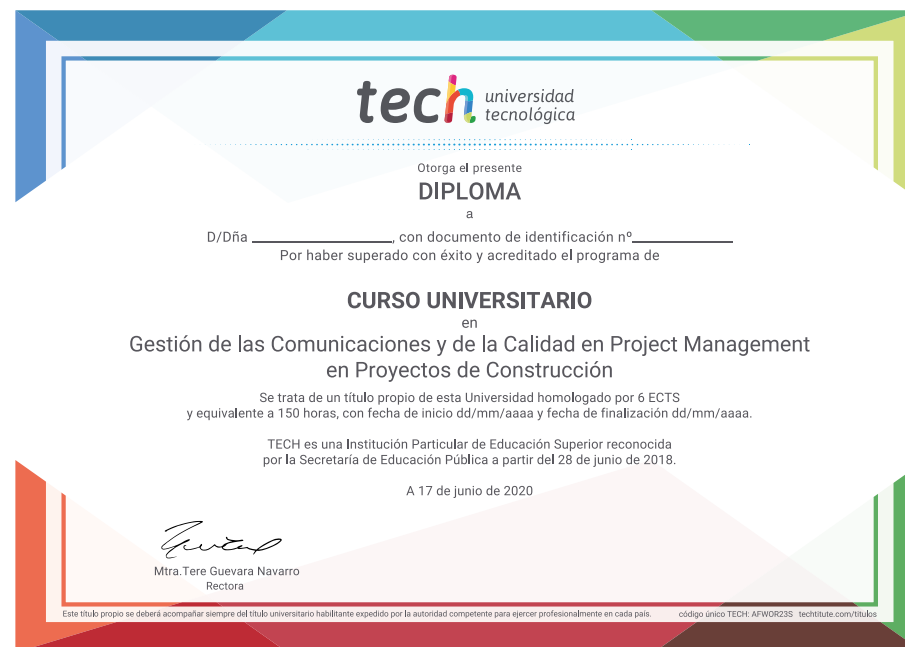 tech universidad
tecnológica
Otorga el presente
DIPLOMA
a
D/Dña ____________________, con documento de identificación nº______________
Por haber superado con éxito y acreditado el programa de
CURSO UNIVERSITARIO
en
Gestión de las Comunicaciones y de la Calidad en Project Management
en Proyectos de Construcción
Se trata de un título propio de esta Universidad homologado por 6 ECTS
y equivalente a 150 horas, con fecha de inicio dd/mm/aaaa y fecha de finalización dd/mm/aaaa.
TECH es una Institución Particular de Educación Superior reconocida
por la Secretaría de Educación Pública a partir del 28 de junio de 2018.
A 17 de junio de 2020
Mtra.Tere Guevara Navarro
Rectora
Este título propio se deberá acompañar siempre del título universitario habilitante expedido por la autoridad competente para ejercer profesionalmente en cada país. código único TECH: AFWOR23S techtitute.com/titulos